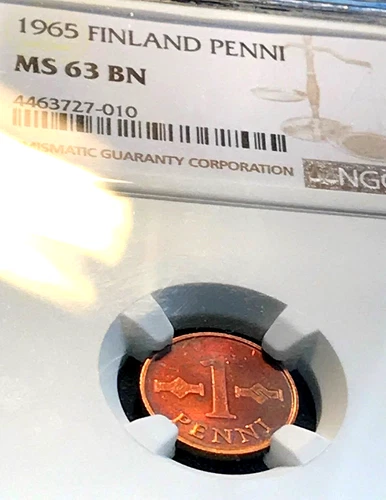 1965 FINLAND PENNI
MS 63 BN
4463727-010
NUMISMATIC GUARANTY CORPORATION
NGC
1
PENNI